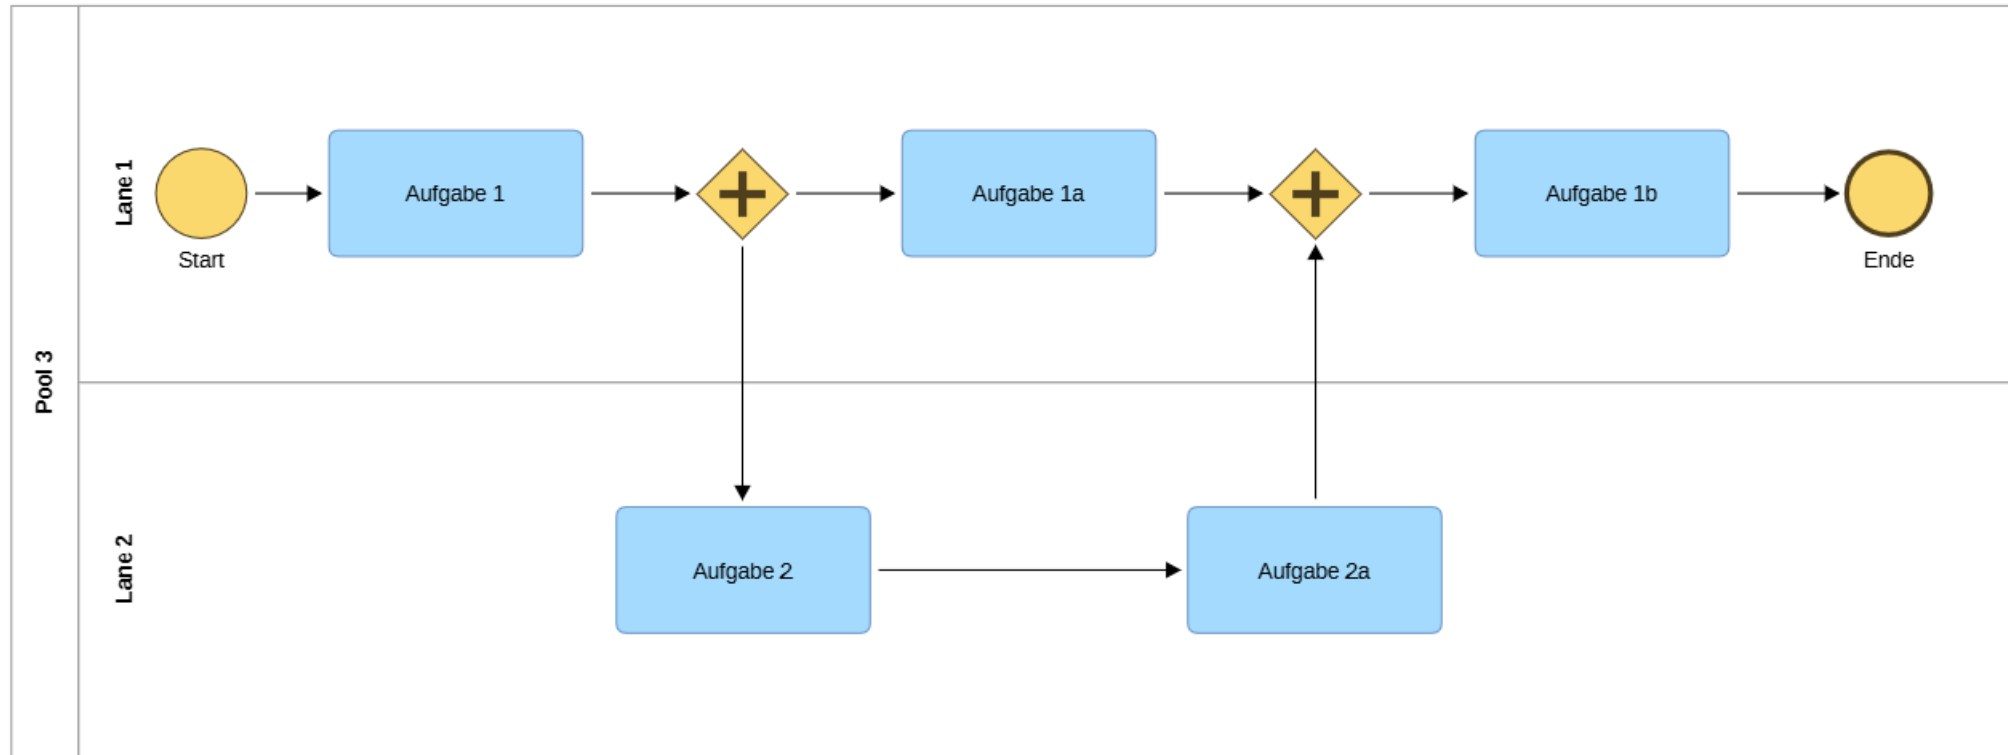 Pool 3
Lane 1
Start
Aufgabe 1
Aufgabe 1a
Aufgabe 1b
Ende
Lane 2
Aufgabe 2
Aufgabe 2a